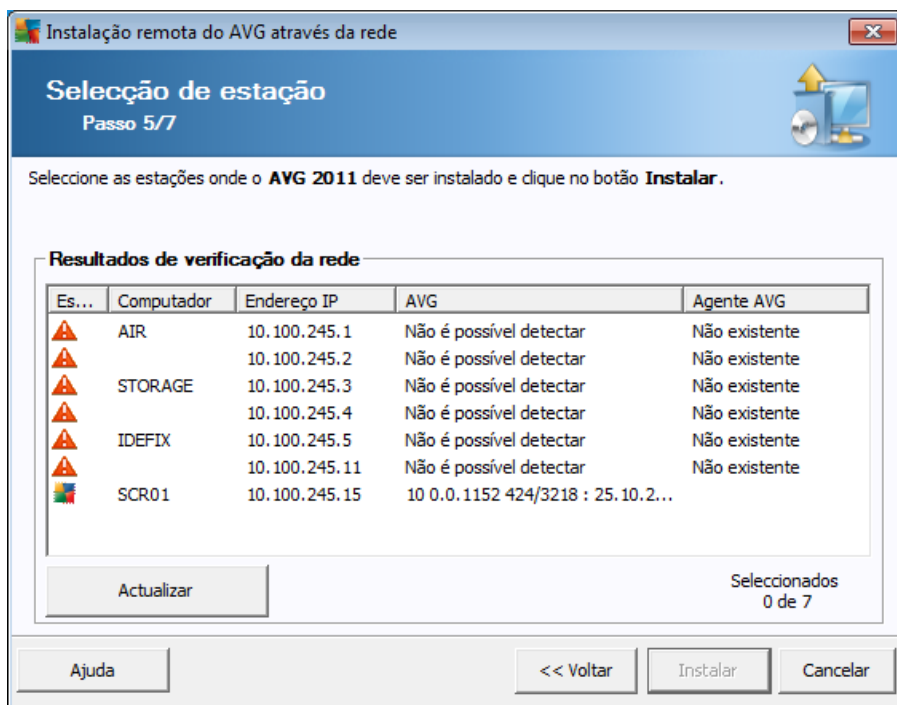 Instalação remota do AVG através da rede
Selecção de estação
Passo 5/7
Seleccione as estações onde o AVG 2011 deve ser instalado e clique no botão Instalar.
Resultados de verificação da rede
Es... Computador Endereço IP AVG Agente AVG
AIR 10.100.245.1 Não é possível detectar Não existente
10.100.245.2 Não é possível detectar Não existente
STORAGE 10.100.245.3 Não é possível detectar Não existente
10.100.245.4 Não é possível detectar Não existente
IDEFIX 10.100.245.5 Não é possível detectar Não existente
10.100.245.11 Não é possível detectar Não existente
SCR01 10.100.245.15 10 0.0.1152 424/3218 : 25.10.2...
Actualizar
Seleccionados
0 de 7
Ajuda << Voltar Instalar Cancelar